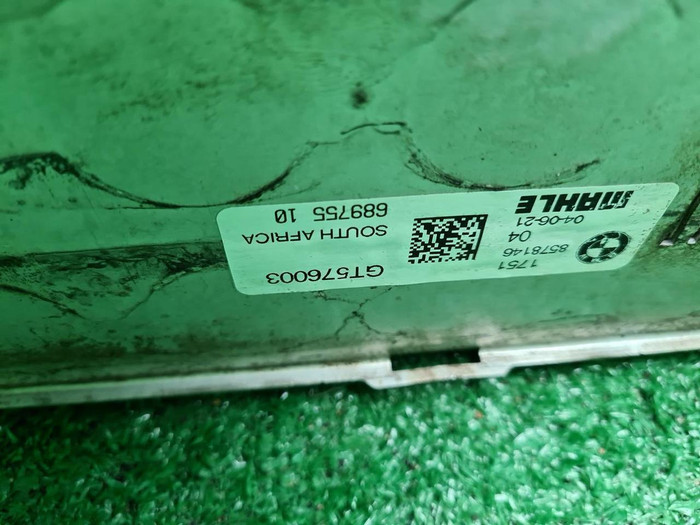 1751
8578146
04
04-06-21
MAHLE
GT576003
SOUTH AFRICA
689755 10